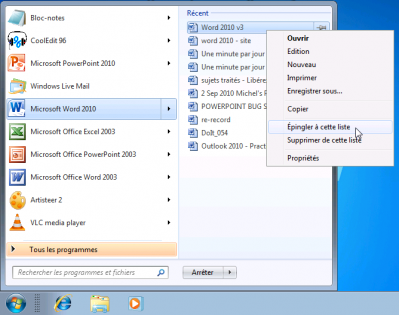 Bloc-notes
CoolEdit 96
Microsoft PowerPoint 2010
Windows Live Mail
Microsoft Word 2010
Microsoft Office Excel 2003
Microsoft Office PowerPoint 2003
Microsoft Office Word 2003
Artisteer 2
VLC media player
Tous les programmes
Rechercher les programmes et fichiers
Arrêter
Récent
Word 2010 v3
word 2010 - site
Une minute par jour
Une minute par jour
sujets traités - Libére
2 Sep 2010 Michel's
POWERPOINT BUG S
re-record
DoIt_054
Outlook 2010 - Pract
Ouvrir
Edition
Nouveau
Imprimer
Enregistrer sous...
Copier
Épingler à cette liste
Supprimer de cette liste
Propriétés